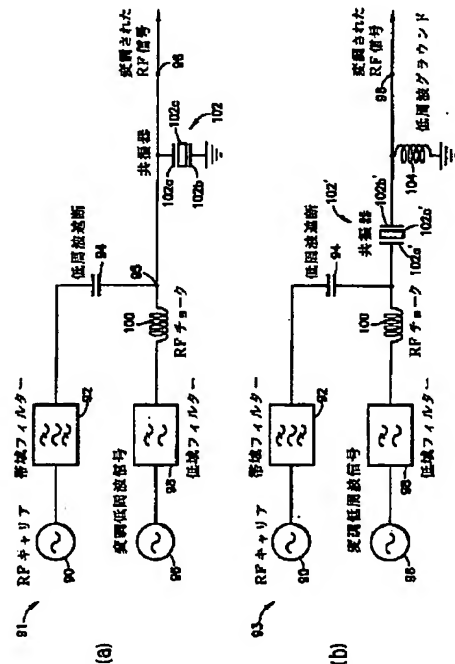 (a)
91
RFキャリア
90
帯域フィルター
92
低周波遮断
94
95
共振器
102a
102c
102b
102
変調された
RF信号
96
変調低周波信号
96
98
低域フィルター
100
RFチョーク
(b)
93
RFキャリア
90
帯域フィルター
92
低周波遮断
94
共振器
102'
102b'
102a'
変調された
RF信号
98
104
低周波グラウンド
変調低周波信号
96
98
低域フィルター
100
RFチョーク